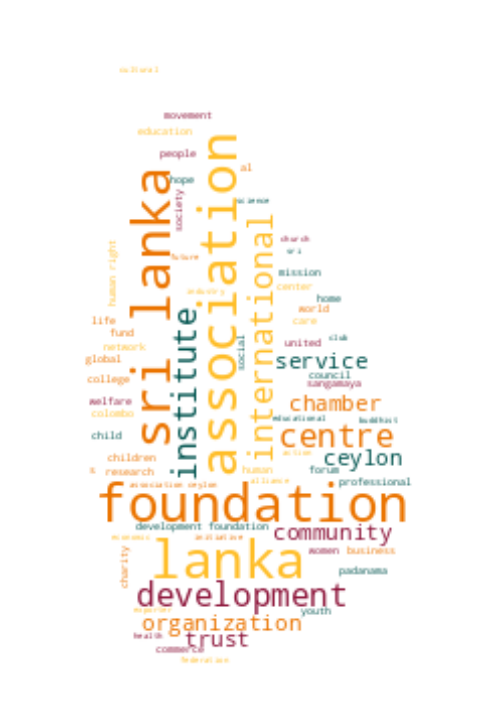 cultural
movement
education
people
al
hope
society
science
sri lanka
association
international
church
sri
human right
future
mission
center
industry
home
world
life
care
fund
institute
social
club
network
united
global
service
college
council
sangamaya
welfare
chamber
colombo
educational
buddhist
child
centre
action
ceylon
children
human
forum
s
research
alliance
professional
association ceylon
foundation
development foundation
community
economic
initiative
lanka
women
business
charity
padanama
development
exporter
youth
organization
health
trust
commerce
federation